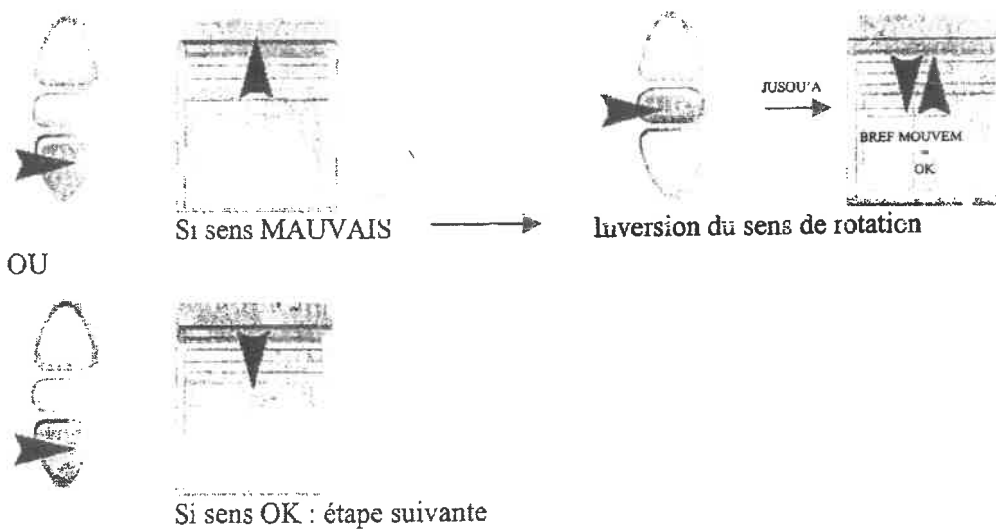 JUSQU'A
BREF MOUVEM
=
OK
Si sens MAUVAIS
Inversion du sens de rotation
OU
Si sens OK : étape suivante